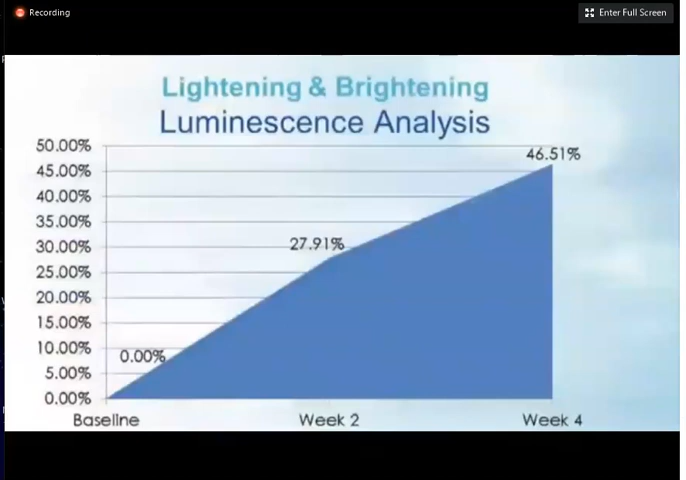 Recording
Enter Full Screen
Lightening & Brightening
Luminescence Analysis
50.00%
45.00%
40.00%
35.00%
30.00%
25.00%
20.00%
15.00%
10.00%
5.00%
0.00%
0.00%
27.91%
46.51%
Baseline
Week 2
Week 4